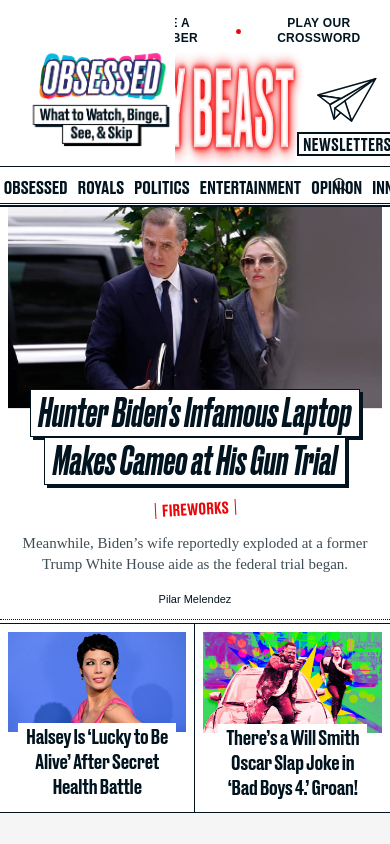 PLAY OUR
CROSSWORD
OBSESSED
What to Watch, Binge,
See, & Skip
BEAST
NEWSLETTERS
OBSESSED ROYALS POLITICS ENTERTAINMENT OPINION
Hunter Biden's Infamous Laptop
Makes Cameo at His Gun Trial
FIREWORKS
Meanwhile, Biden's wife reportedly exploded at a former
Trump White House aide as the federal trial began.
Pilar Melendez
Halsey Is 'Lucky to Be
Alive' After Secret
Health Battle
There's a Will Smith
Oscar Slap Joke in
'Bad Boys 4.' Groan!